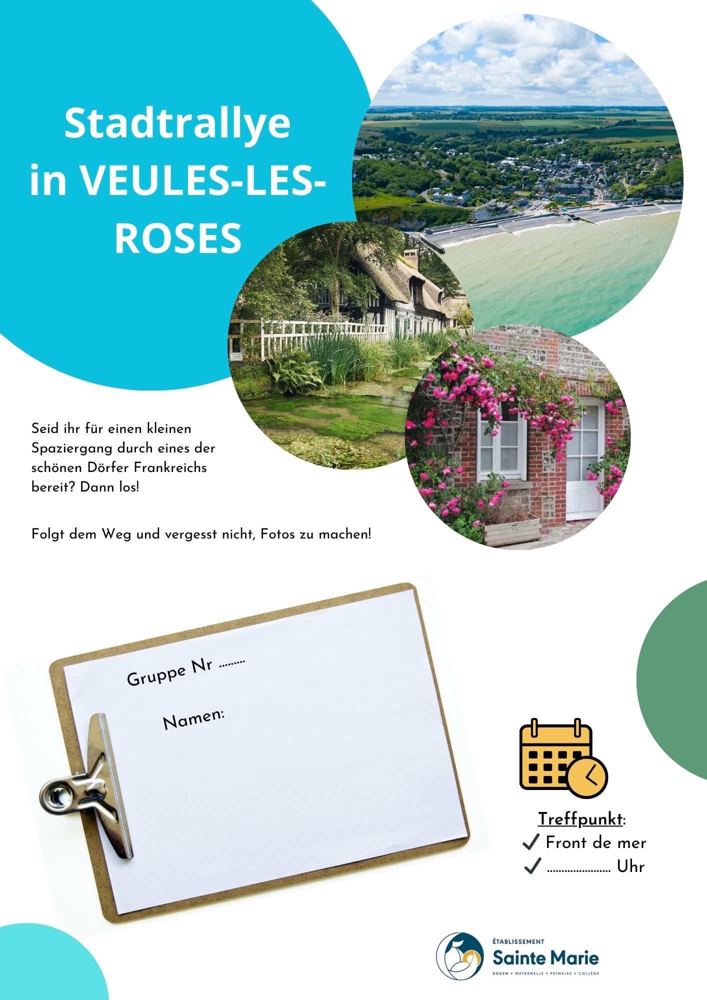 Stadtrallye
in VEULES-LES-
ROSES
Seid ihr für einen kleinen
Spaziergang durch eines der
schönen Dörfer Frankreichs
bereit? Dann los!
Folgt dem Weg und vergesst nicht, Fotos zu machen!
Gruppe Nr .........
Namen:
Treffpunkt:
✓ Front de mer
✓ ...................... Uhr
ÉTABLISSEMENT
Sainte Marie
ROUEN • MATERNELLE • PRIMAIRE • COLLÈGE